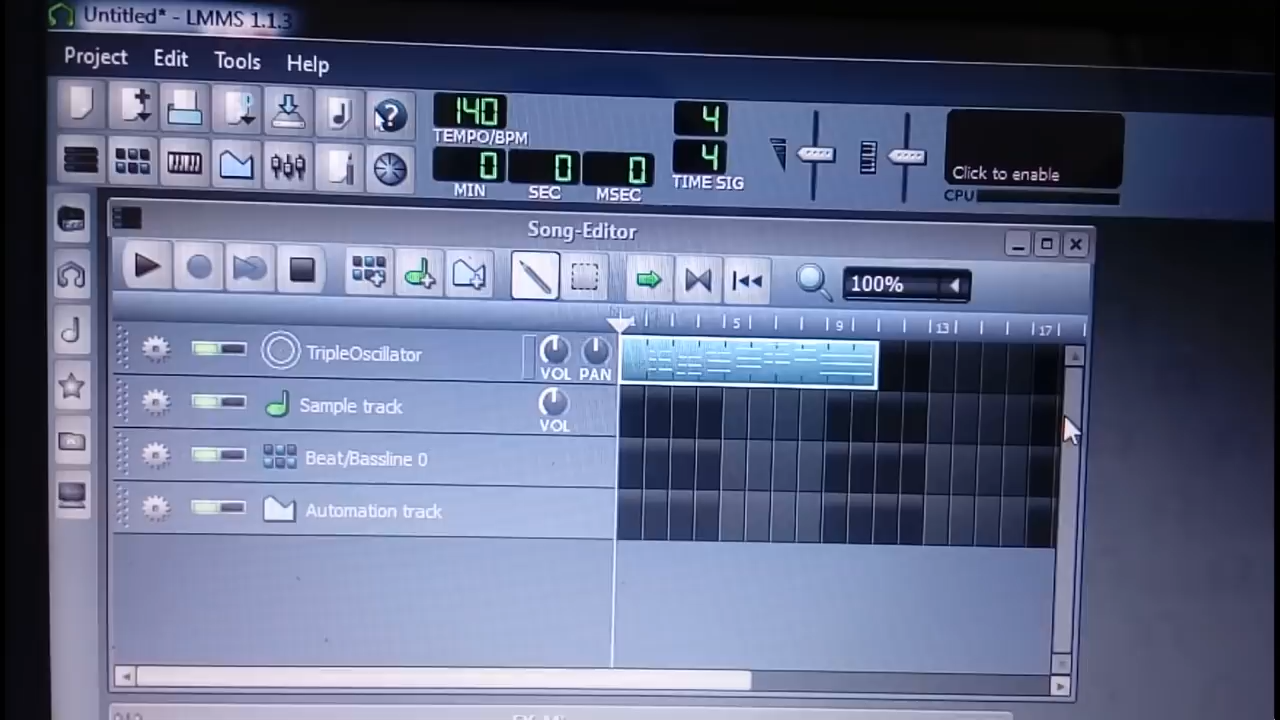 Untitled* - LMMS 1.1.3
Project Edit Tools Help
140
TEMPO/BPM
0 0 0
MIN SEC MSEC
4
4
TIME SIG
Click to enable
CPU
Song-Editor
100%
1 5 9 13 17
TripleOscillator
VOL PAN
Sample track
VOL
Beat/Bassline 0
Automation track